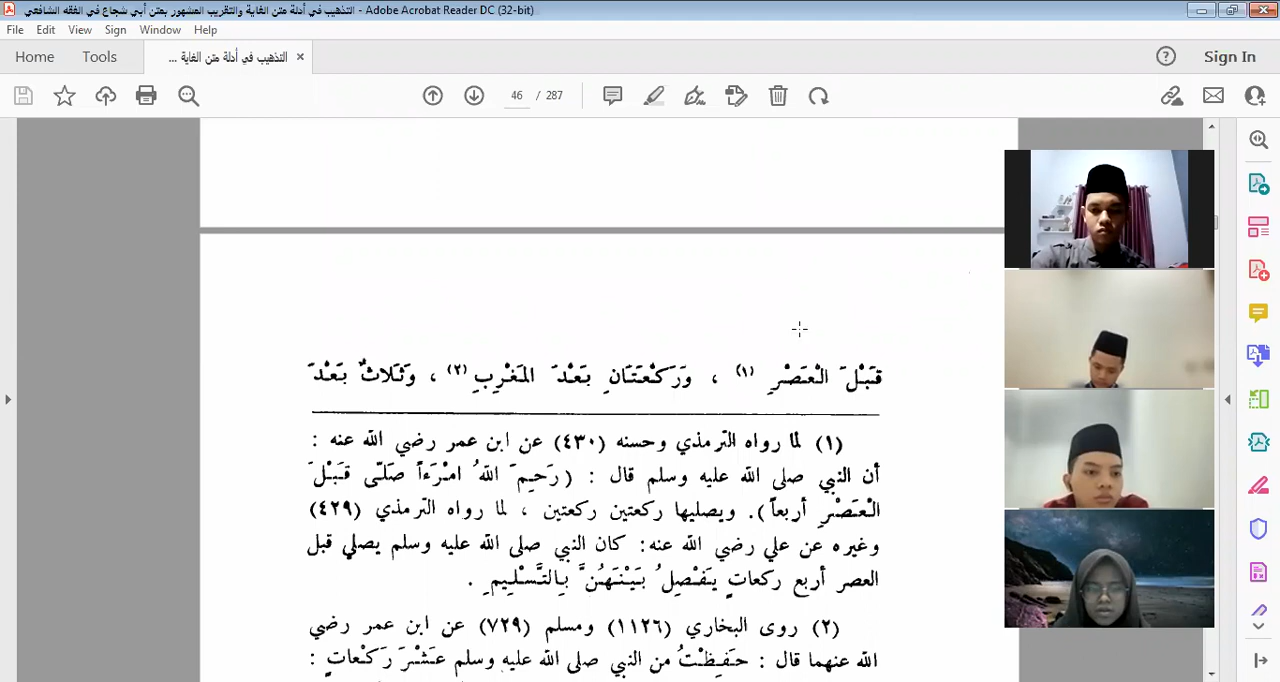 التذهيب في أدلة متن الغاية والتقريب المشهور بمتن أبي شجاع في الفقه الشافعي - Adobe Acrobat Reader DC (32-bit)
File Edit View Sign Window Help
Home Tools التذهيب في أدلة متن الغاية ... × Sign In
46 / 287
قَبْلَ الْعَصْرِ (١) ، وَرَكْعَتَانِ بَعْدَ المَغْرِبِ (٢) ، وَثَلاثٌ بَعْدَ
(١) لما رواه الترمذي وحسنه (٤٣٠) عن ابن عمر رضي الله عنه :
أن النبي صلى الله عليه وسلم قال : (رَحِمَ اللهُ امْرَءَاً صَلّى قَبْلَ
الْعَصْرِ أربعاً). ويصليها ركعتين ركعتين ، لما رواه الترمذي (٤٢٩)
وغيره عن علي رضي الله عنه: كان النبي صلى الله عليه وسلم يصلي قبل
العصر أربع ركعاتٍ يَفْصِلُ بَيْنَهُنَّ بِالتَّسْلِيمِ .
(٢) روى البخاري (١١٢٦) ومسلم (٧٢٩) عن ابن عمر رضي
الله عنهما قال : حَفِظْتُ من النبي صلى الله عليه وسلم عَشْرَ رَكْعاتٍ :